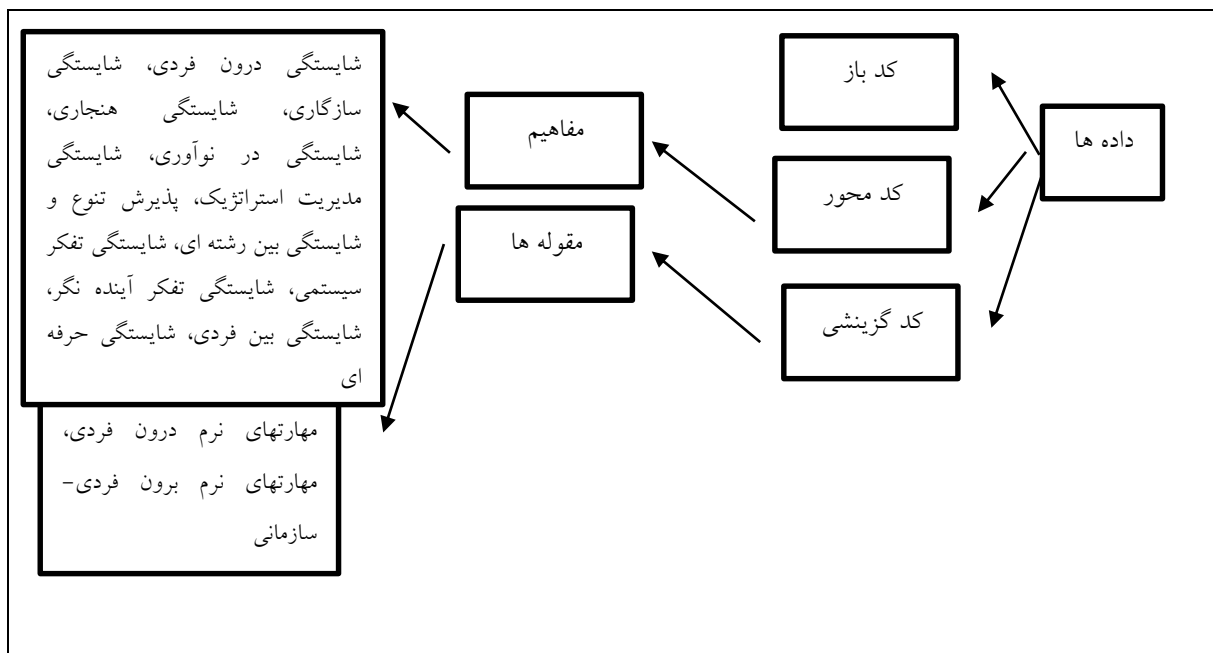 داده ها
کد باز
کد محور
کد گزینشی
مفاهیم
مقوله ها
شایستگی درون فردی، شایستگی
سازگاری، شایستگی هنجاری،
شایستگی در نوآوری، شایستگی
مدیریت استراتژیک، پذیرش تنوع و
شایستگی بین رشته ای، شایستگی تفکر
سیستمی، شایستگی تفکر آینده نگر،
شایستگی بین فردی، شایستگی حرفه
ای
مهارتهای نرم درون فردی،
مهارتهای نرم برون فردی-
سازمانی